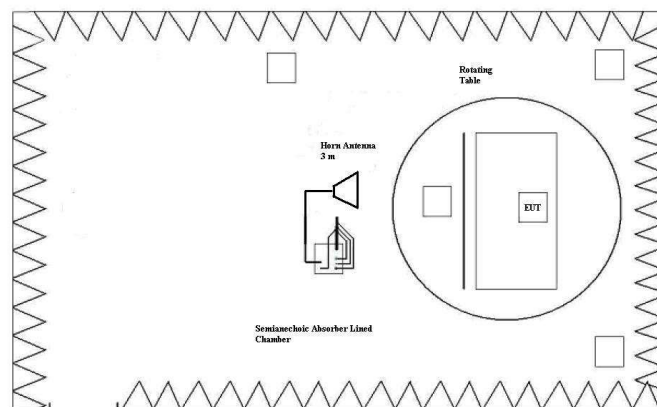 Rotating
Table
Horn Antenna
3 m
EUT
Semianechoic Absorber Lined
Chamber